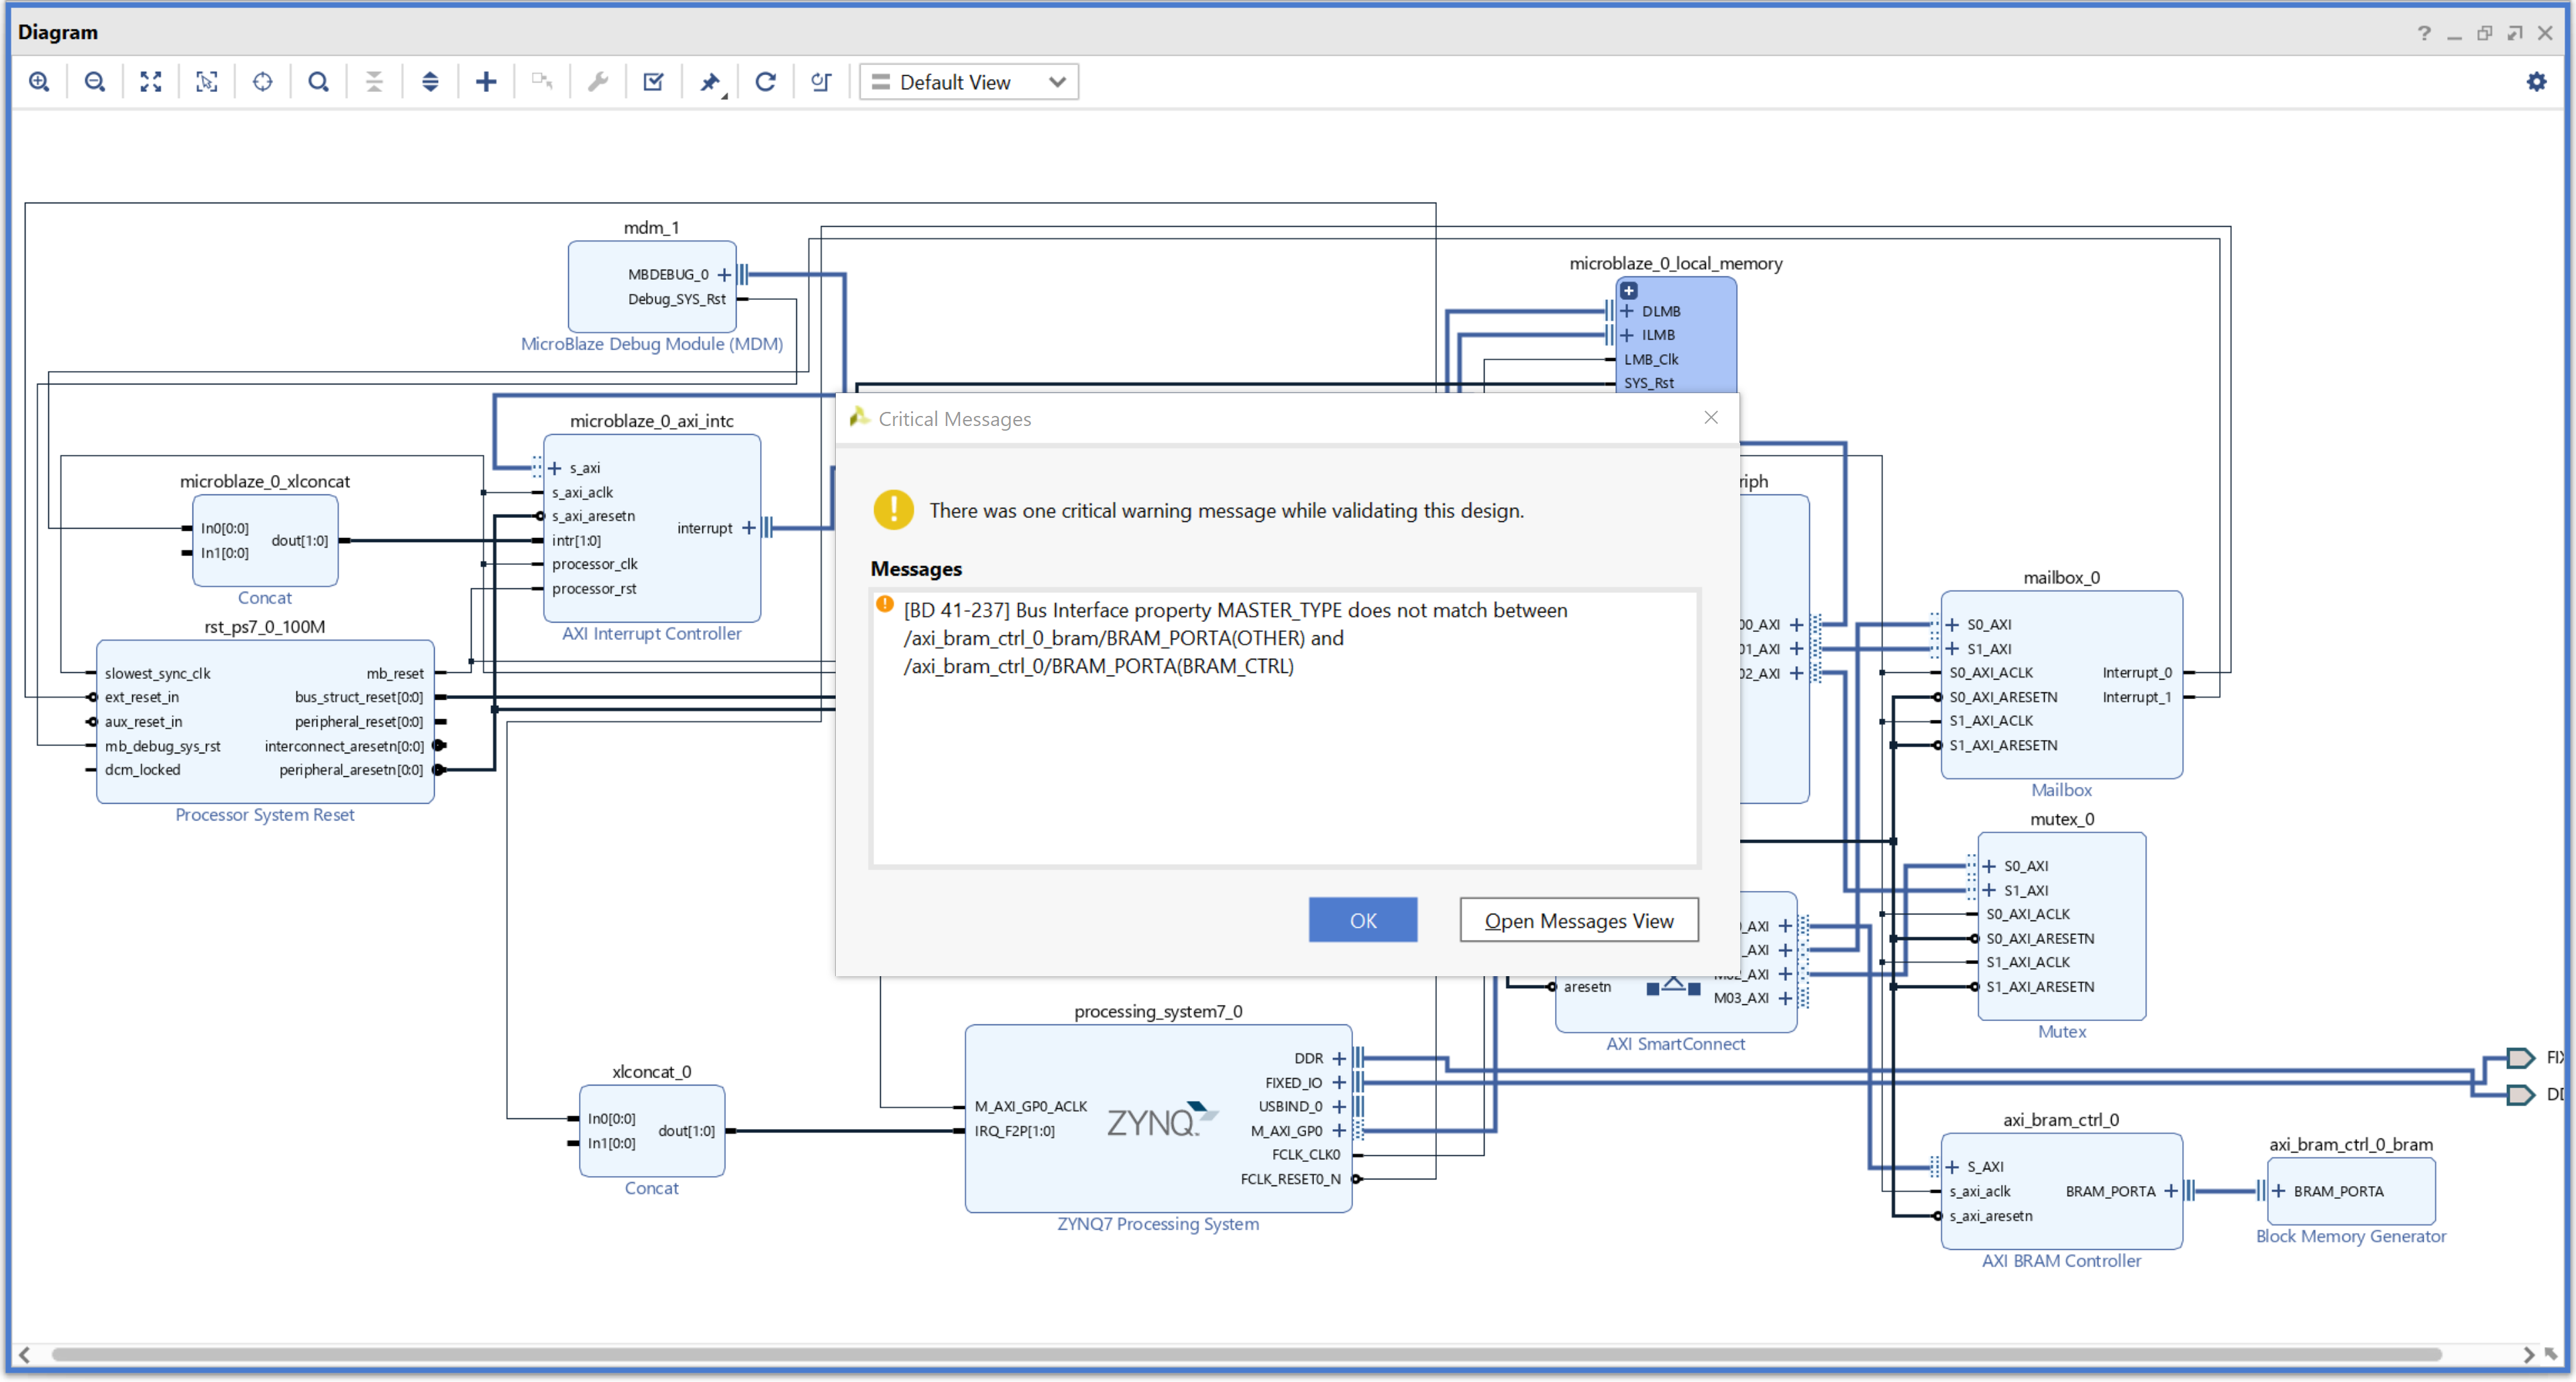 Diagram
Default View
mdm_1
MBDEBUG_0
Debug_SYS_Rst
MicroBlaze Debug Module (MDM)
microblaze_0_local_memory
DLMB
ILMB
LMB_Clk
SYS_Rst
microblaze_0_axi_intc
s_axi
s_axi_aclk
s_axi_aresetn
intr[1:0]
processor_clk
processor_rst
interrupt
AXI Interrupt Controller
microblaze_0_xlconcat
In0[0:0]
In1[0:0]
dout[1:0]
Concat
rst_ps7_0_100M
slowest_sync_clk
ext_reset_in
aux_reset_in
mb_debug_sys_rst
dcm_locked
mb_reset
bus_struct_reset[0:0]
peripheral_reset[0:0]
interconnect_aresetn[0:0]
peripheral_aresetn[0:0]
Processor System Reset
Critical Messages
There was one critical warning message while validating this design.
Messages
[BD 41-237] Bus Interface property MASTER_TYPE does not match between
/axi_bram_ctrl_0_bram/BRAM_PORTA(OTHER) and
/axi_bram_ctrl_0/BRAM_PORTA(BRAM_CTRL)
OK
Open Messages View
riph
00_AXI
01_AXI
02_AXI
mailbox_0
S0_AXI
S1_AXI
S0_AXI_ACLK
S0_AXI_ARESETN
S1_AXI_ACLK
S1_AXI_ARESETN
Interrupt_0
Interrupt_1
Mailbox
mutex_0
S0_AXI
S1_AXI
S0_AXI_ACLK
S0_AXI_ARESETN
S1_AXI_ACLK
S1_AXI_ARESETN
Mutex
_AXI
_AXI
M02_AXI
M03_AXI
aresetn
AXI SmartConnect
processing_system7_0
M_AXI_GP0_ACLK
IRQ_F2P[1:0]
ZYNQ
DDR
FIXED_IO
USBIND_0
M_AXI_GP0
FCLK_CLK0
FCLK_RESET0_N
ZYNQ7 Processing System
xlconcat_0
In0[0:0]
In1[0:0]
dout[1:0]
Concat
axi_bram_ctrl_0
S_AXI
s_axi_aclk
s_axi_aresetn
BRAM_PORTA
AXI BRAM Controller
axi_bram_ctrl_0_bram
BRAM_PORTA
Block Memory Generator